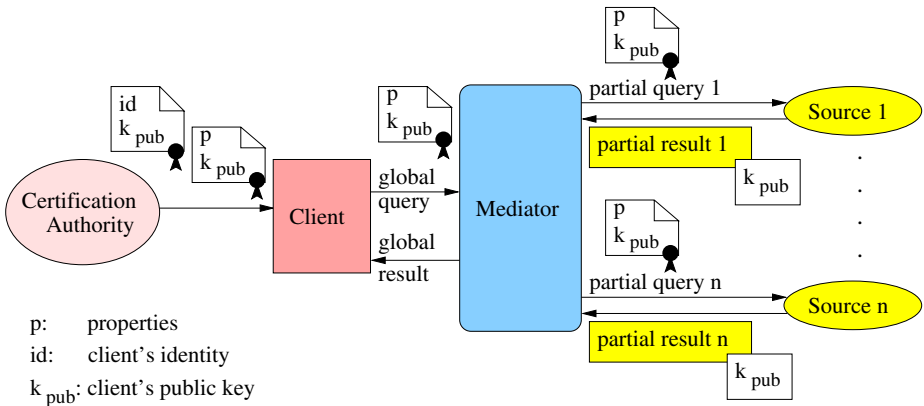 p
k pub
partial query 1
id
k pub
p
k pub
p
k pub
Source 1
partial result 1
k pub
Certification
Authority
Client
global
query
Mediator
p
k pub
global
result
partial query n
Source n
partial result n
k pub
p: properties
id: client's identity
k pub: client's public key